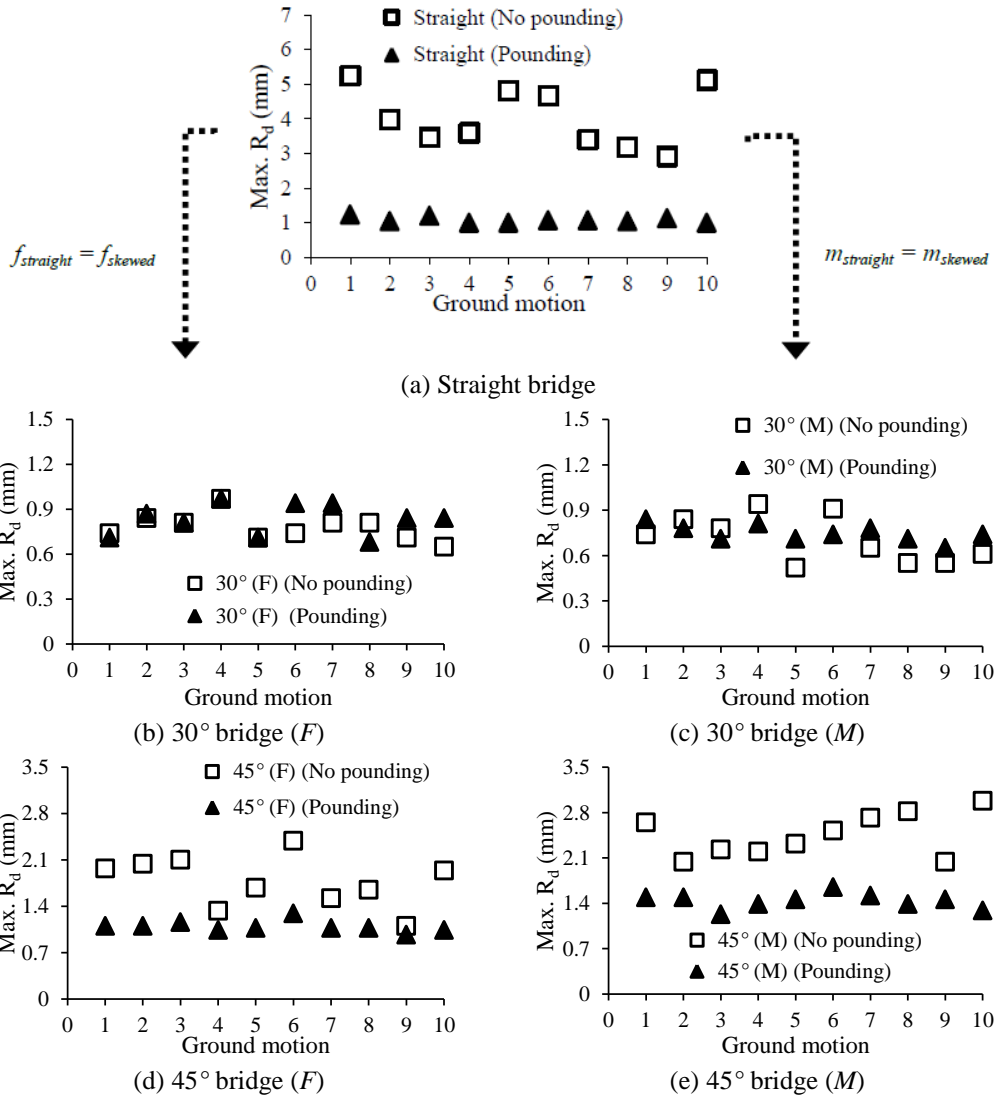 7
6
5
4
3
2
1
0
Max. R_d (mm)
Straight (No pounding)
Straight (Pounding)
0 1 2 3 4 5 6 7 8 9 10
Ground motion
f_straight = f_skewed
m_straight = m_skewed
(a) Straight bridge
1.5
1.2
0.9
0.6
0.3
0
Max. R_d (mm)
30° (F) (No pounding)
30° (F) (Pounding)
0 1 2 3 4 5 6 7 8 9 10
Ground motion
(b) 30° bridge (F)
1.5
1.2
0.9
0.6
0.3
0
Max. R_d (mm)
30° (M) (No pounding)
30° (M) (Pounding)
0 1 2 3 4 5 6 7 8 9 10
Ground motion
(c) 30° bridge (M)
3.5
2.8
2.1
1.4
0.7
0
Max. R_d (mm)
45° (F) (No pounding)
45° (F) (Pounding)
0 1 2 3 4 5 6 7 8 9 10
Ground motion
(d) 45° bridge (F)
3.5
2.8
2.1
1.4
0.7
0
Max. R_d (mm)
45° (M) (No pounding)
45° (M) (Pounding)
0 1 2 3 4 5 6 7 8 9 10
Ground motion
(e) 45° bridge (M)